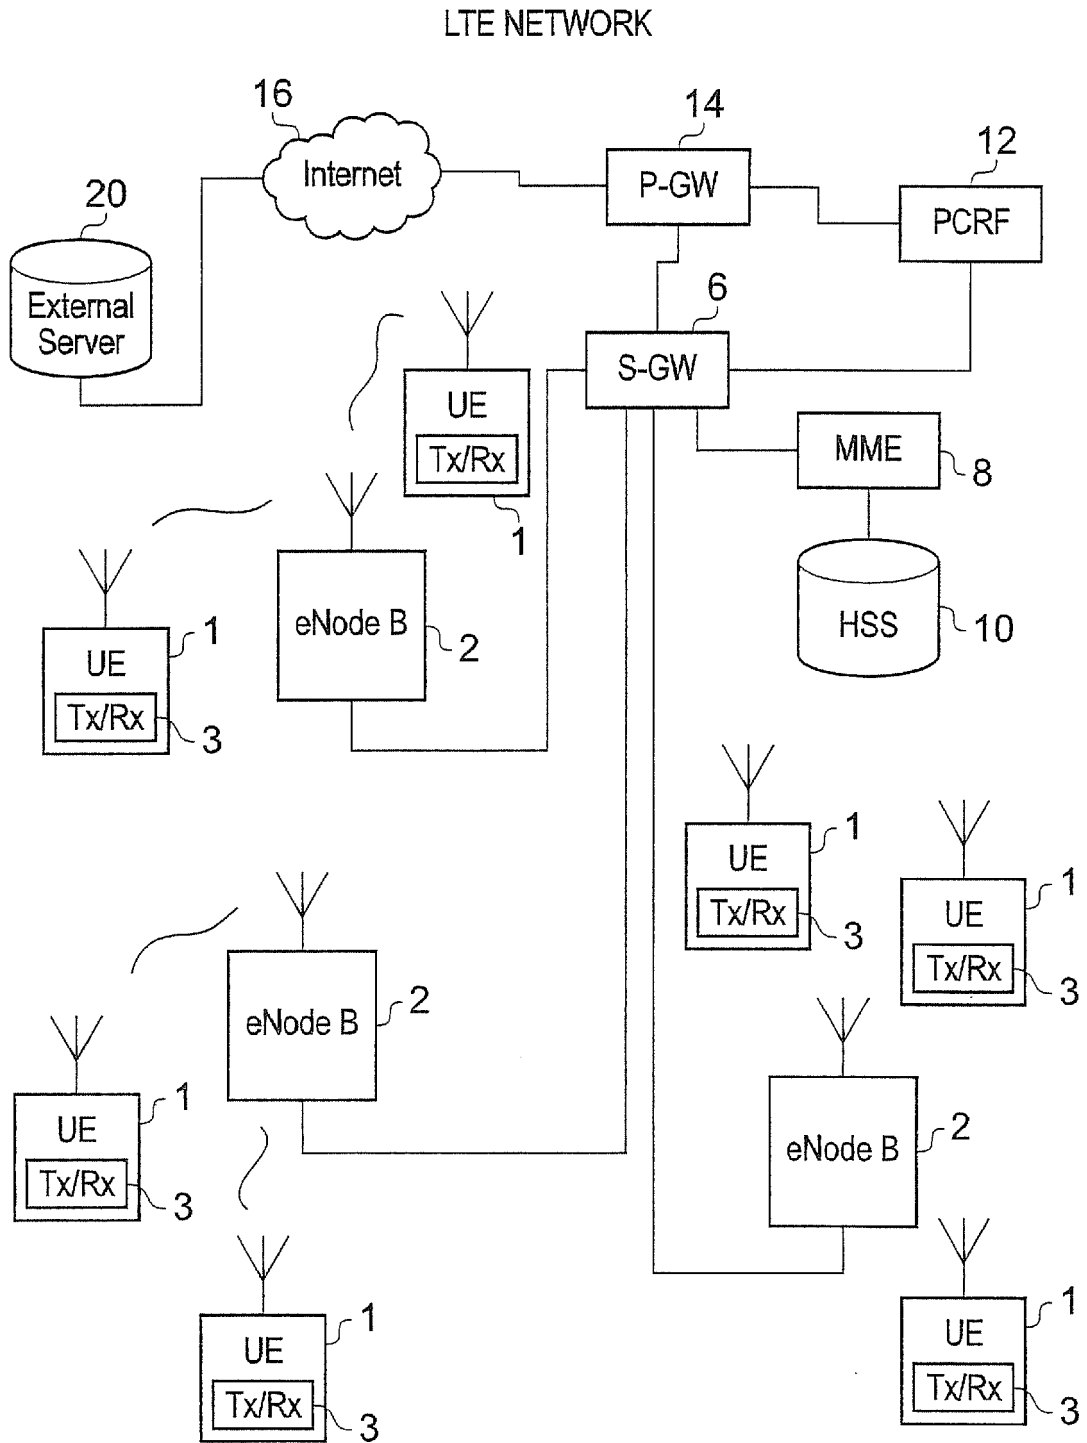 LTE NETWORK
16
Internet
14
P-GW
12
PCRF
20
External
Server
6
S-GW
UE
Tx/Rx
1
MME
8
HSS
10
eNode B
2
1
UE
Tx/Rx
3
1
UE
Tx/Rx
3
1
UE
Tx/Rx
3
eNode B
2
1
UE
Tx/Rx
3
eNode B
2
1
UE
Tx/Rx
3
1
UE
Tx/Rx
3